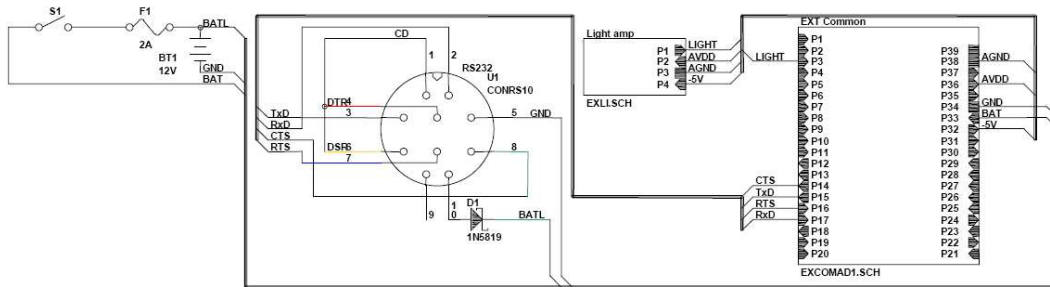 S1
F1
2A
BATL
BT1
12V
GND
BAT
CD
1
2
RS232
U1
CONRS10
DTR 4
TxD
3
RxD
CTS
RTS
DSR 6
7
5
GND
8
9
1
0
D1
1N5819
BATL
Light amp
P1
LIGHT
P2
AVDD
P3
AGND
P4
-5V
EXLI.SCH
LIGHT
EXT Common
P1
P2
P3
P4
P5
P6
P7
P8
P9
P10
P11
P12
P13
CTS
P14
TxD
P15
RTS
P16
RxD
P17
P18
P19
P20
P39
P38
AGND
P37
P36
AVDD
P35
P34
GND
P33
BAT
P32
-5V
P31
P30
P29
P28
P27
P26
P25
P24
P23
P22
P21
EXCOMAD1.SCH